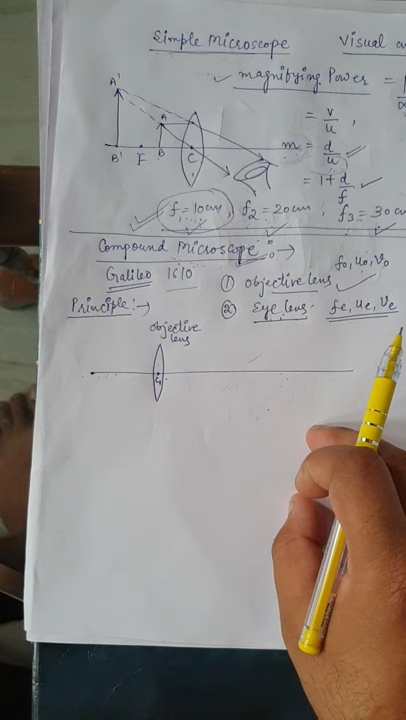 Simple Microscope Visual
magnifying Power =
= v/u ,
m = d/u
= 1+ d/f
A'
A
B' F B C
f = 10cm, f2 = 20cm, f3 = 30cm
Compound Microscope :→
Galileo 1610
① objective lens fo, uo, vo
Principle :→
② Eye lens fe, ue, ve
objective lens